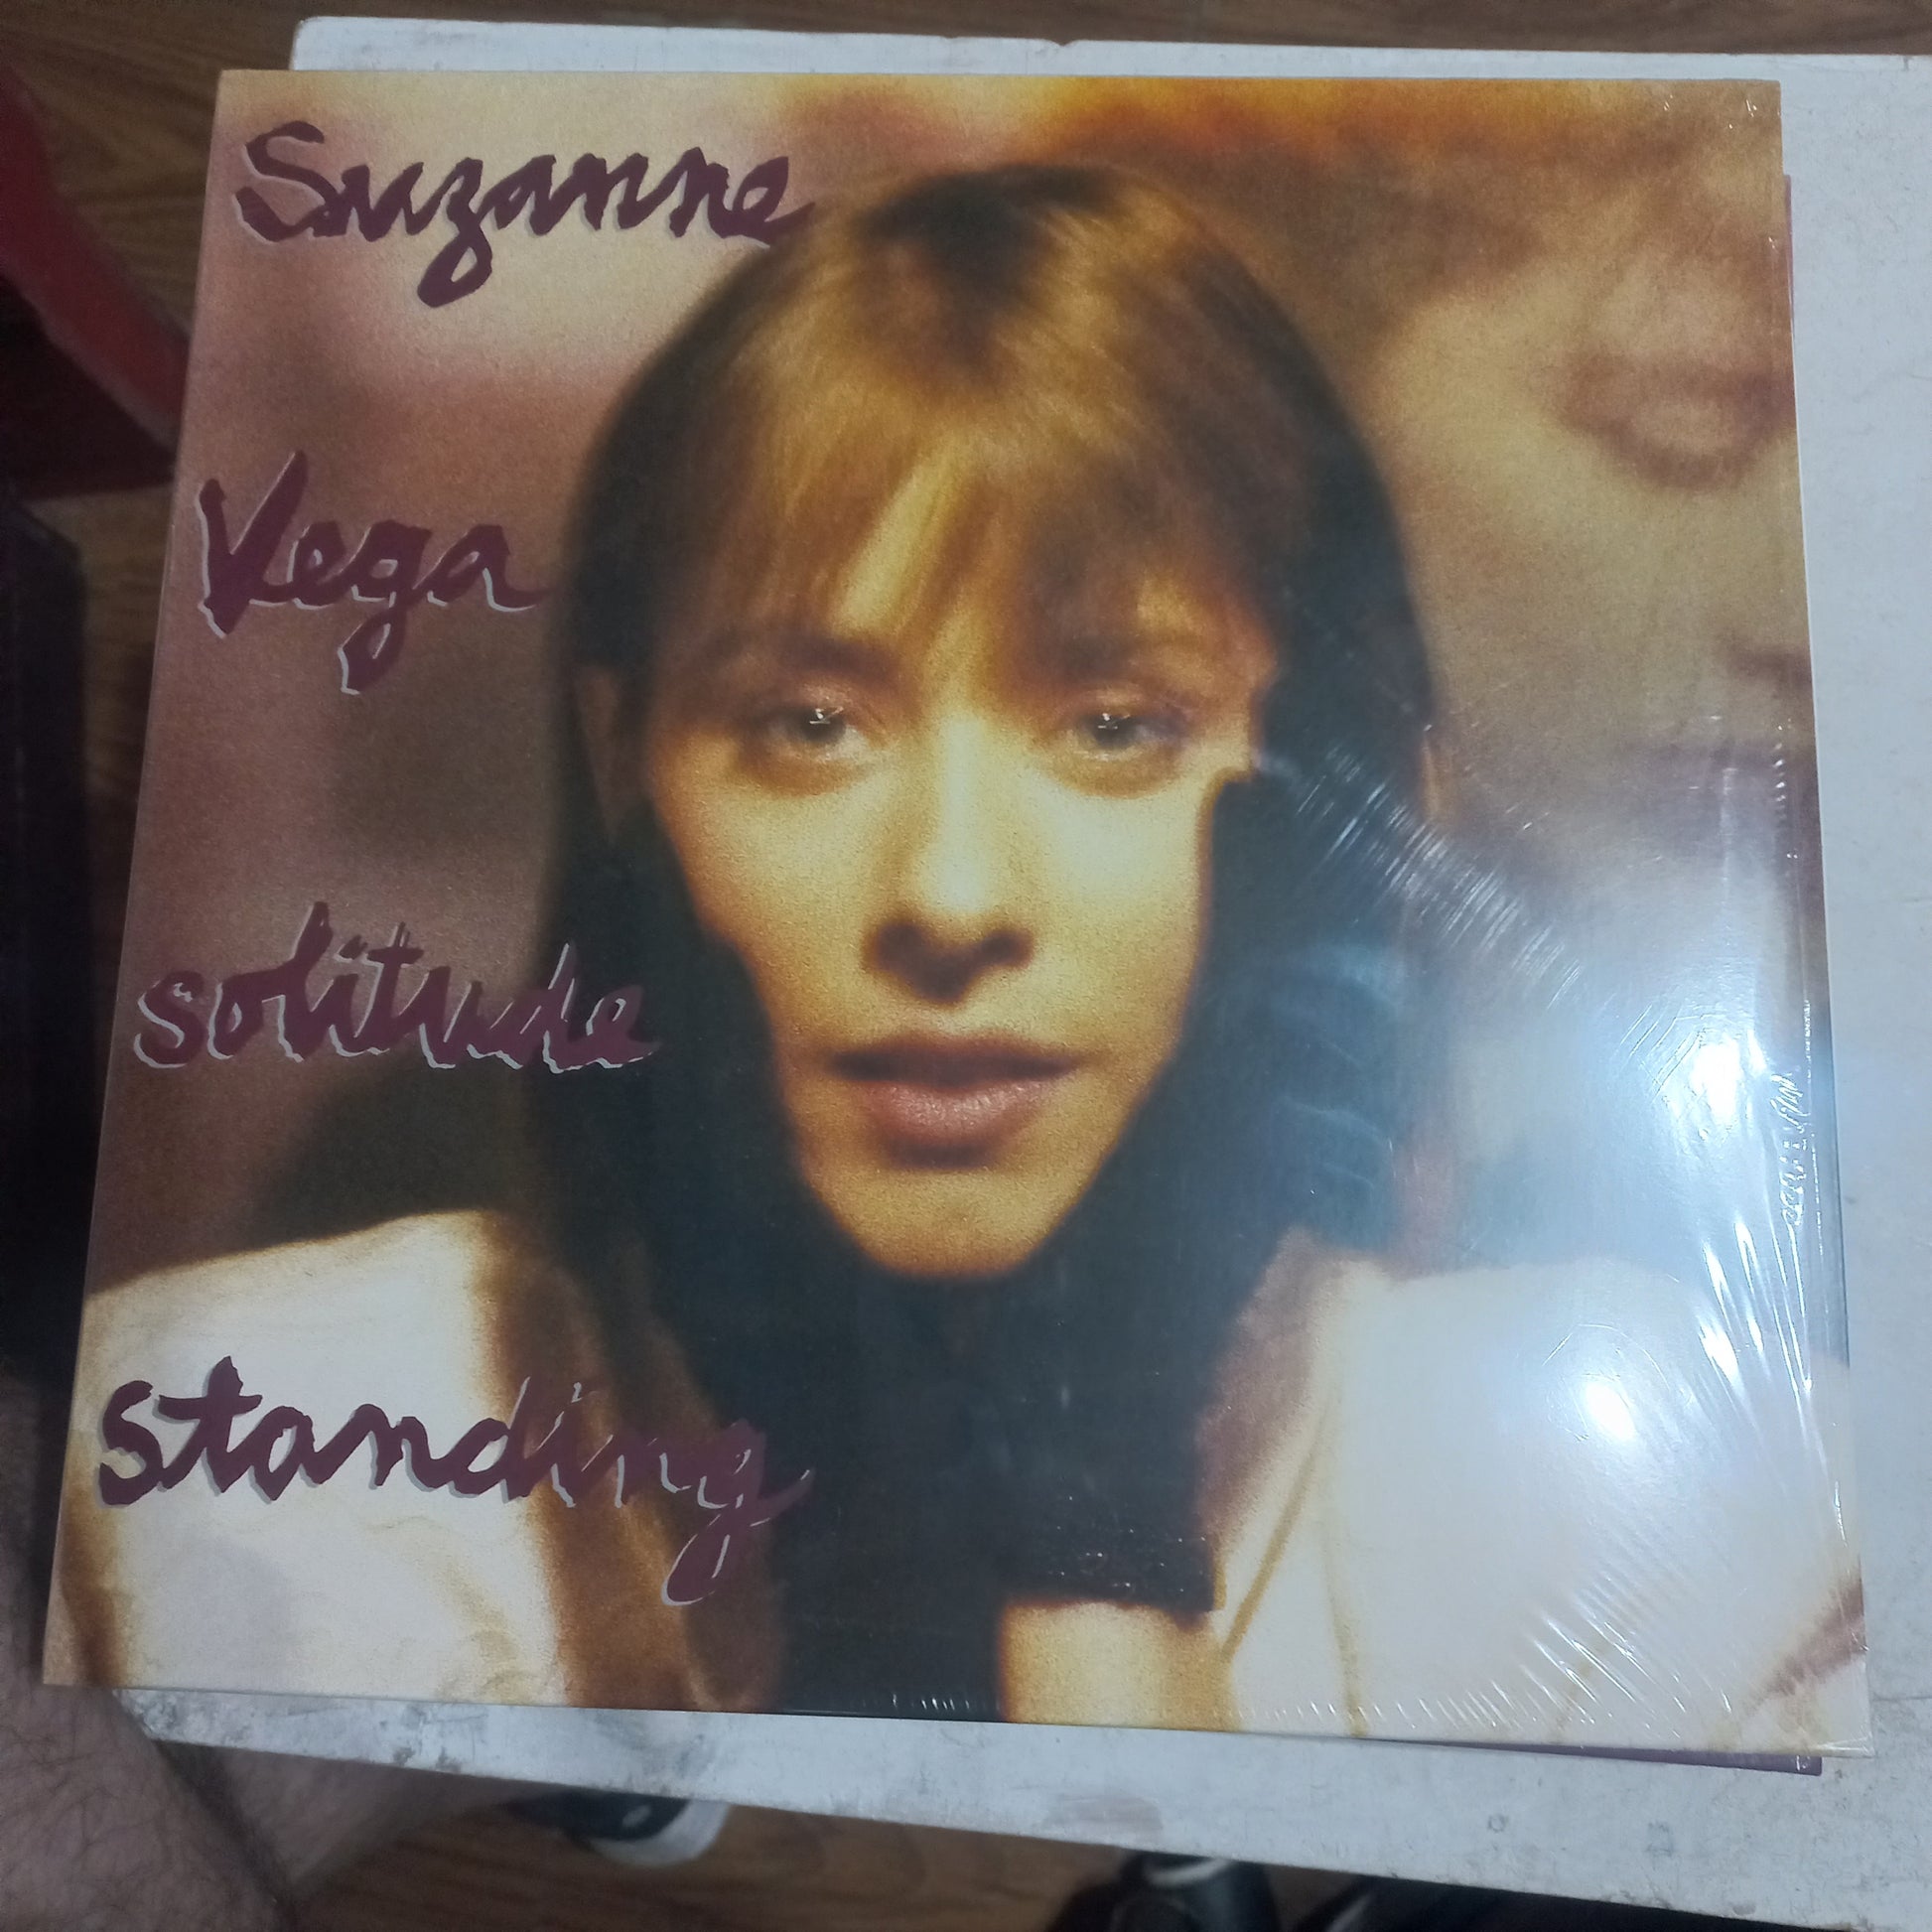 Suzanne
Vega
solitude
standing